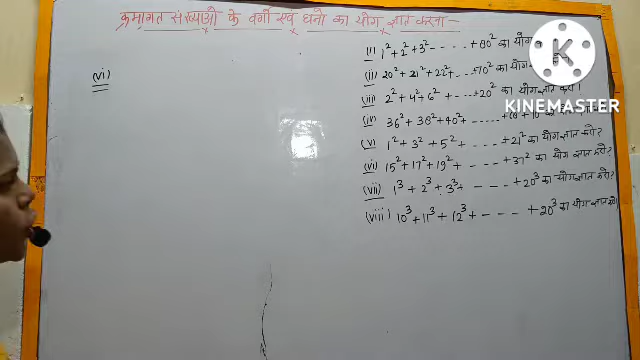 क्रमागत संख्याओं के वर्गो एवं घनो का योग ज्ञात करना—
(vi)
(i) 1² + 2² + 3² - - - - - +80² का योग
(ii) 20² + 21² + 22² + - - - +70² का योग
(iii) 2² + 4² + 6² + - - - - +20² का योग ज्ञात करो।
(iv) 36² + 38² + 40² + - - - - - -
(v) 1² + 3² + 5² + - - - - +21² का योग ज्ञात करो?
(vi) 15² + 17² + 19² + - - - - +37² का योग ज्ञात करो?
(vii) 1³ + 2³ + 3³ + - - - - +20³ का योग ज्ञात करो?
(viii) 10³ + 11³ + 12³ + - - - - +20³ का योग ज्ञात करो
KINEMASTER